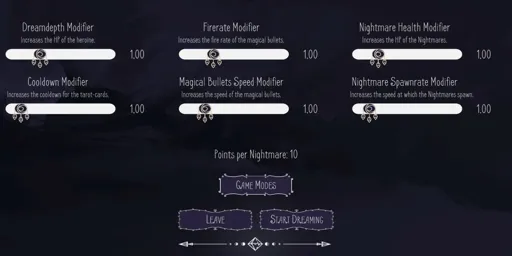 Dreamdepth Modifier
Increases the HP of the heroine.
1,00
Firerate Modifier
Increases the fire rate of the magical bullets.
1,00
Nightmare Health Modifier
Increases HP of the Nightmares.
1,00
Cooldown Modifier
Increases the cooldown for the tarot-cards.
1,00
Magical Bullets Speed Modifier
Increases the speed of the magical bullets.
1,00
Nightmare Spawnrate Modifier
Increases the speed at which the Nightmares spawn.
1,00
Points per Nightmare: 10
Game Modes
Leave
Start Dreaming